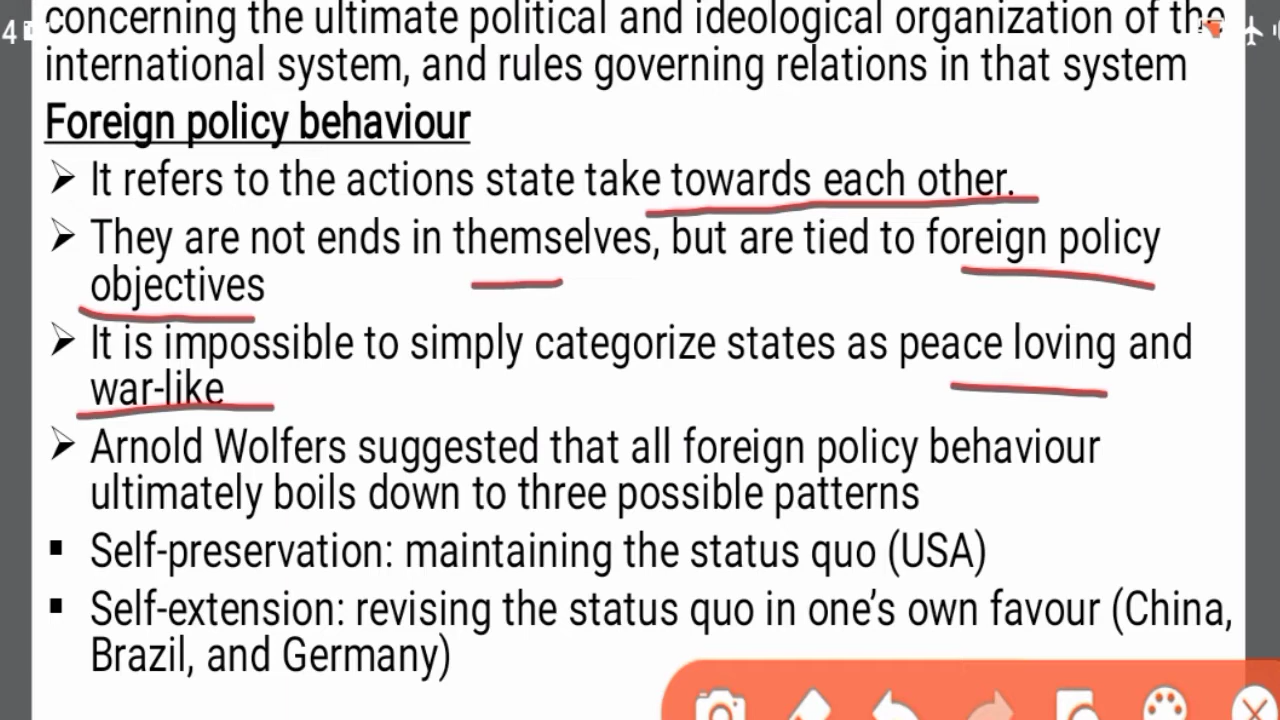 concerning the ultimate political and ideological organization of the
4
international system, and rules governing relations in that system
Foreign policy behaviour
➢ It refers to the actions state take towards each other.
➢ They are not ends in themselves, but are tied to foreign policy
objectives
➢ It is impossible to simply categorize states as peace loving and
war-like
➢ Arnold Wolfers suggested that all foreign policy behaviour
ultimately boils down to three possible patterns
▪ Self-preservation: maintaining the status quo (USA)
▪ Self-extension: revising the status quo in one’s own favour (China,
Brazil, and Germany)